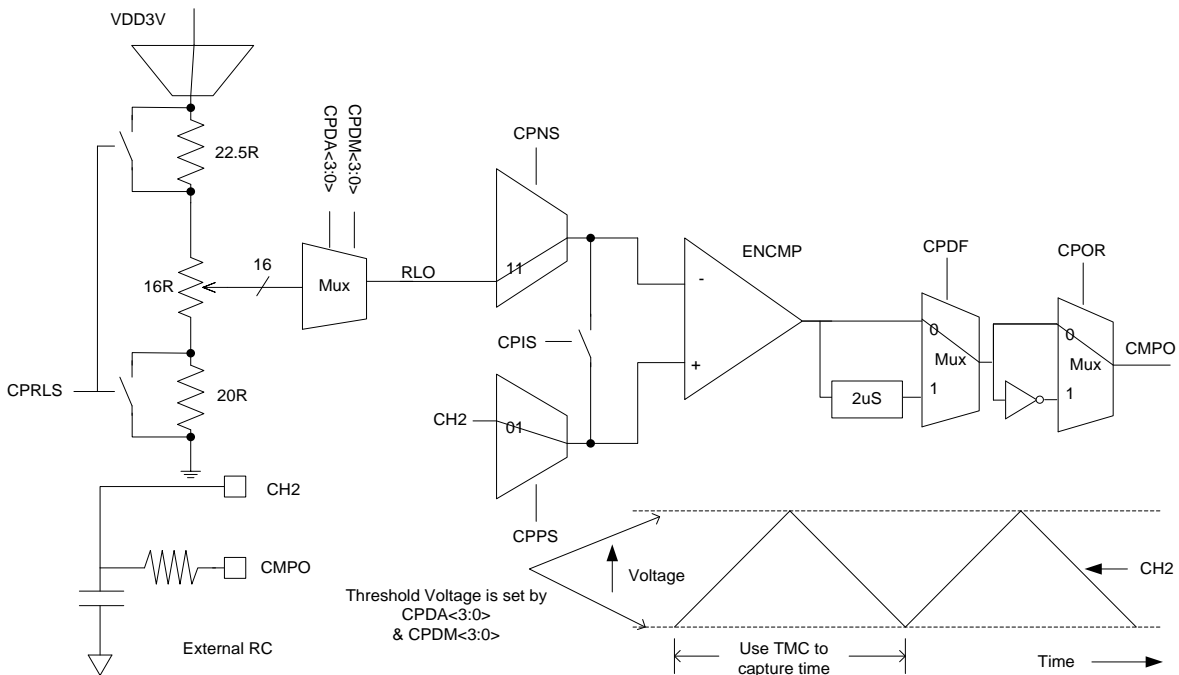 VDD3V
22.5R
16R
20R
CPRLS
CPDA<3:0>
CPDM<3:0>
16
Mux
RLO
CPNS
11
CPIS
CH2
01
CPPS
ENCMP
-
+
2uS
CPDF
0
Mux
1
CPOR
0
Mux
1
CMPO
CH2
CMPO
External RC
Threshold Voltage is set by
CPDA<3:0>
& CPDM<3:0>
Voltage
CH2
Use TMC to
capture time
Time